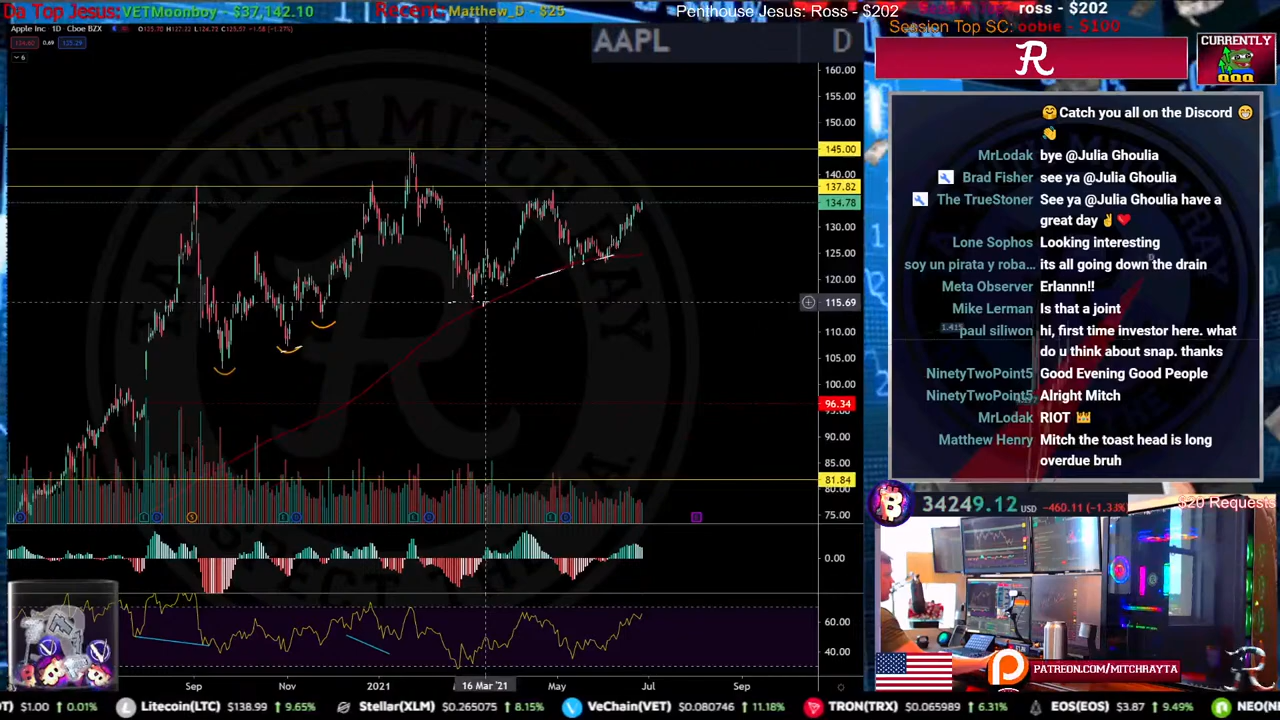 Da Top Jesus: VETMoonboy - $37,142.10
Recent: Matthew_D - $25
Penthouse Jesus: Ross - $202
ross - $202
Session Top SC: oobie - $100
Apple Inc 1D Cboe BZX
AAPL D
R
CURRENTLY
160.00
155.00
150.00
145.00
140.00
137.82
134.78
130.00
125.00
120.00
115.69
110.00
105.00
100.00
96.34
90.00
85.00
81.84
80.00
75.00
0.00
60.00
40.00
Sep Nov 2021 16 Mar '21 May Jul Sep
Catch you all on the Discord
MrLodak bye @Julia Ghoulia
Brad Fisher see ya @Julia Ghoulia
The TrueStoner See ya @Julia Ghoulia have a
great day
Lone Sophos Looking interesting
soy un pirata y roba... its all going down the drain
Meta Observer Erlannn!!
Mike Lerman Is that a joint
paul siliwon hi, first time investor here. what
do u think about snap. thanks
NinetyTwoPoint5 Good Evening Good People
NinetyTwoPoint5 Alright Mitch
MrLodak RIOT
Matthew Henry Mitch the toast head is long
overdue bruh
34249.12 USD -460.11 (-1.33%)
$20 Requests
PATREON.COM/MITCHRAYTA
$1.00 0.01% Litecoin(LTC) $138.99 9.65% Stellar(XLM) $0.265075 8.15% VeChain(VET) $0.080746 11.18% TRON(TRX) $0.065989 6.31% EOS(EOS) $3.87 9.49% NEO(NE